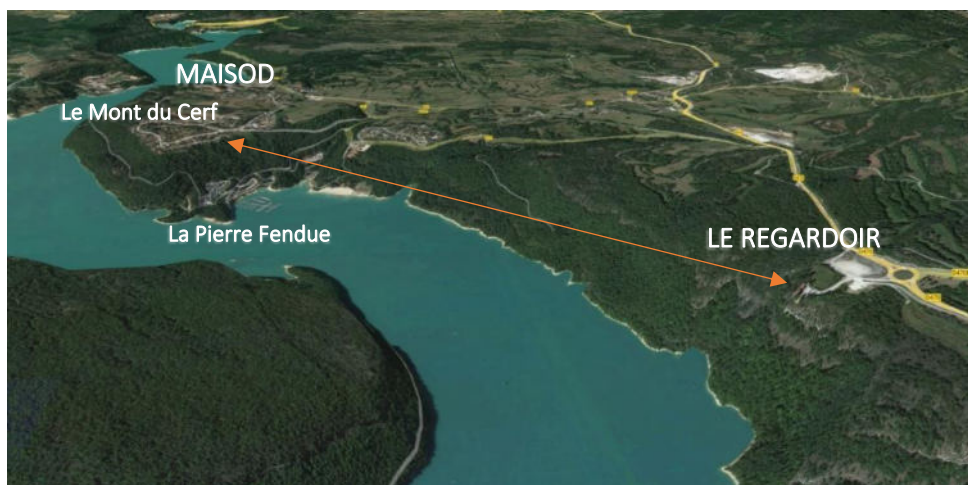 MAISOD
Le Mont du Cerf
La Pierre Fendue
LE REGARDOIR